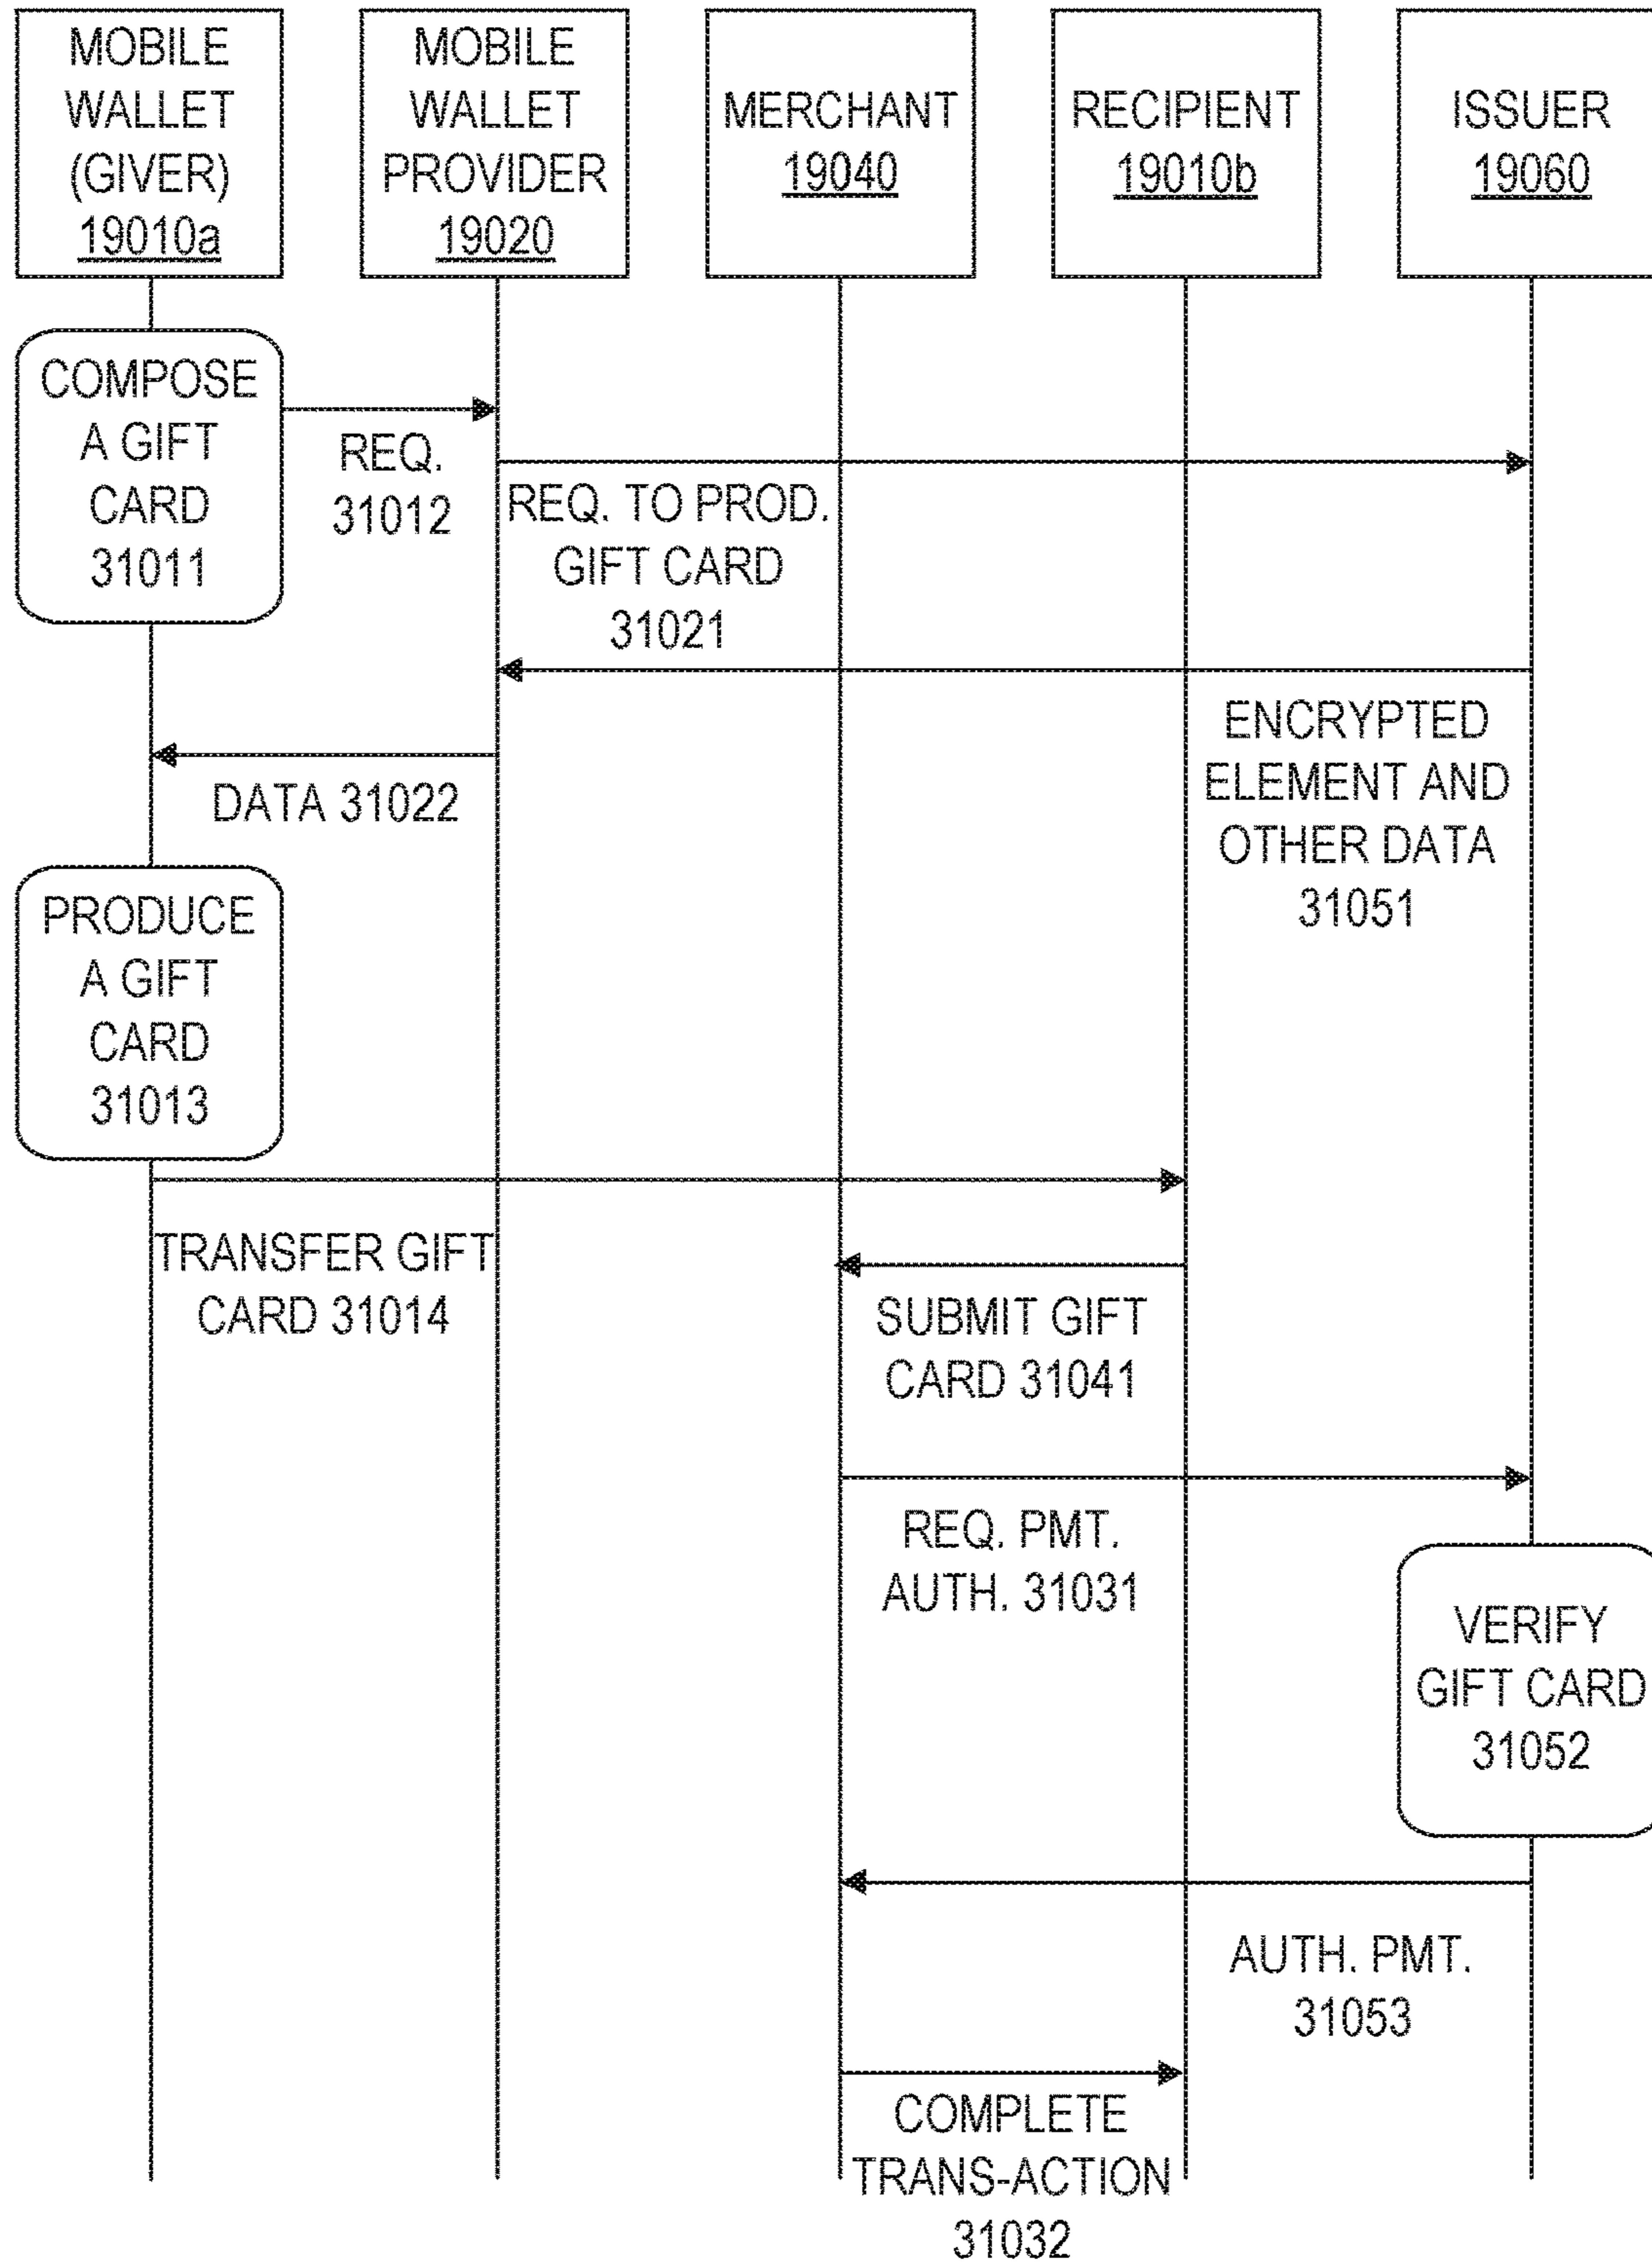 MOBILE
WALLET
(GIVER)
19010a
MOBILE
WALLET
PROVIDER
19020
MERCHANT
19040
RECIPIENT
19010b
ISSUER
19060
COMPOSE
A GIFT
CARD
31011
REQ.
31012
REQ. TO PROD.
GIFT CARD
31021
ENCRYPTED
ELEMENT AND
OTHER DATA
31051
DATA 31022
PRODUCE
A GIFT
CARD
31013
TRANSFER GIFT
CARD 31014
SUBMIT GIFT
CARD 31041
REQ. PMT.
AUTH. 31031
VERIFY
GIFT CARD
31052
AUTH. PMT.
31053
COMPLETE
TRANS-ACTION
31032